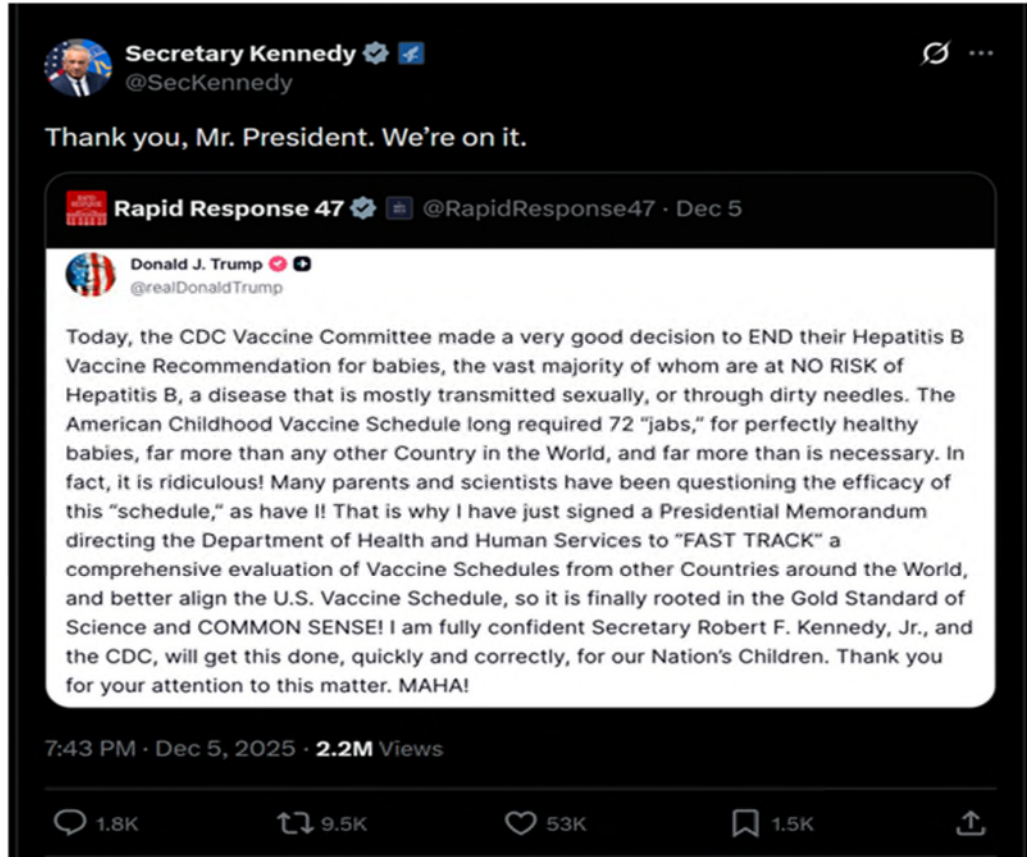 Secretary Kennedy
@SecKennedy
Thank you, Mr. President. We’re on it.
Rapid Response 47 @RapidResponse47 · Dec 5
Donald J. Trump
@realDonaldTrump
Today, the CDC Vaccine Committee made a very good decision to END their Hepatitis B
Vaccine Recommendation for babies, the vast majority of whom are at NO RISK of
Hepatitis B, a disease that is mostly transmitted sexually, or through dirty needles. The
American Childhood Vaccine Schedule long required 72 “jabs,” for perfectly healthy
babies, far more than any other Country in the World, and far more than is necessary. In
fact, it is ridiculous! Many parents and scientists have been questioning the efficacy of
this “schedule,” as have I! That is why I have just signed a Presidential Memorandum
directing the Department of Health and Human Services to “FAST TRACK” a
comprehensive evaluation of Vaccine Schedules from other Countries around the World,
and better align the U.S. Vaccine Schedule, so it is finally rooted in the Gold Standard of
Science and COMMON SENSE! I am fully confident Secretary Robert F. Kennedy, Jr., and
the CDC, will get this done, quickly and correctly, for our Nation’s Children. Thank you
for your attention to this matter. MAHA!
7:43 PM · Dec 5, 2025 · 2.2M Views
1.8K 9.5K 53K 1.5K